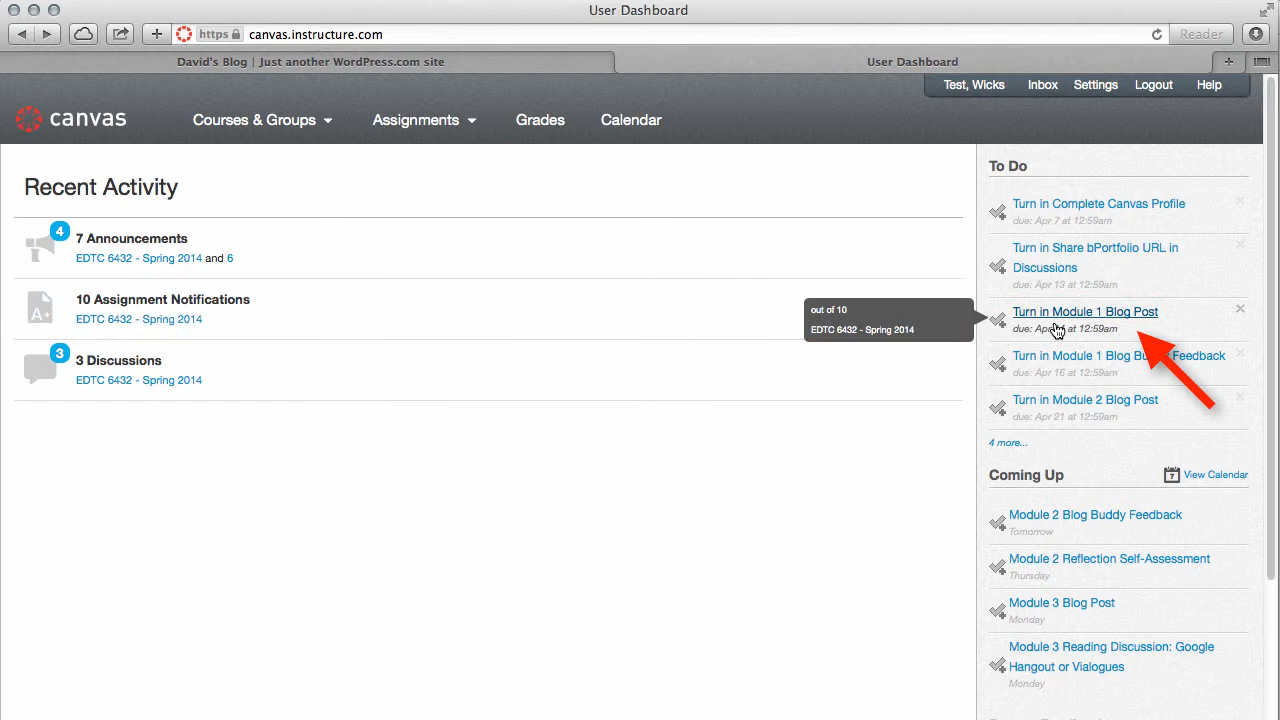 User Dashboard
https canvas.instructure.com Reader
David's Blog | Just another WordPress.com site User Dashboard
Test, Wicks Inbox Settings Logout Help
canvas Courses & Groups Assignments Grades Calendar
Recent Activity
4
7 Announcements
EDTC 6432 - Spring 2014 and 6
A+
10 Assignment Notifications
EDTC 6432 - Spring 2014
3
3 Discussions
EDTC 6432 - Spring 2014
out of 10
EDTC 6432 - Spring 2014
To Do
Turn in Complete Canvas Profile
due: Apr 7 at 12:59am
Turn in Share bPortfolio URL in
Discussions
due: Apr 13 at 12:59am
Turn in Module 1 Blog Post
due: Apr at 12:59am
Turn in Module 1 Blog Feedback
due: Apr 16 at 12:59am
Turn in Module 2 Blog Post
due: Apr 21 at 12:59am
4 more...
Coming Up 7 View Calendar
Module 2 Blog Buddy Feedback
Tomorrow
Module 2 Reflection Self-Assessment
Thursday
Module 3 Blog Post
Monday
Module 3 Reading Discussion: Google
Hangout or Vialogues
Monday